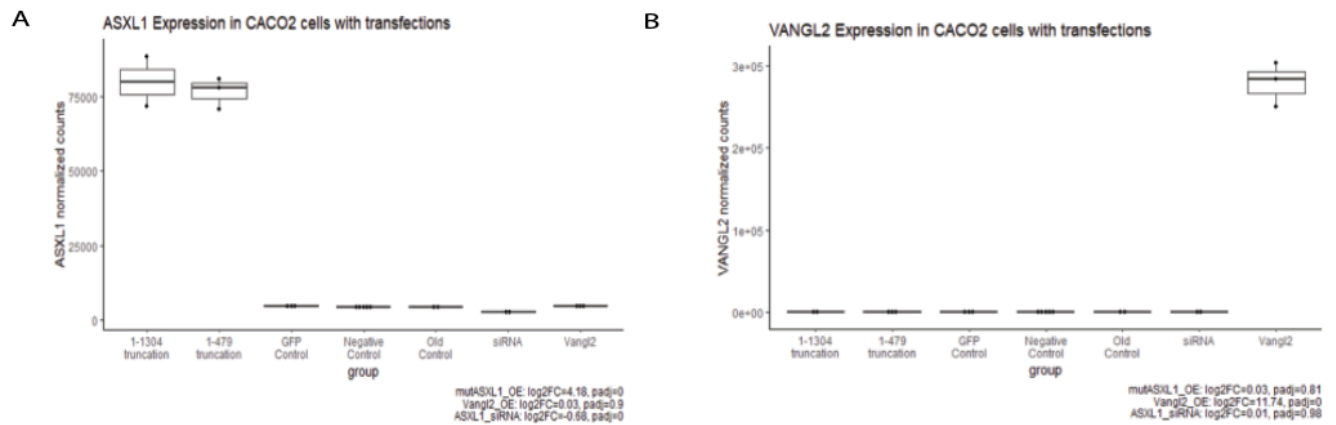 A
ASXL1 Expression in CACO2 cells with transfections
ASXL1 normalized counts
75000
50000
25000
0
1-1304 truncation
1-479 truncation
GFP Control
Negative Control
Old Control
siRNA
Vangl2
group
mutASXL1_OE: log2FC=4.18, padj=0
Vangl2_OE: log2FC=0.03, padj=0.9
ASXL1_siRNA: log2FC=-0.68, padj=0
B
VANGL2 Expression in CACO2 cells with transfections
VANGL2 normalized counts
3e+05
2e+05
1e+05
0e+00
1-1304 truncation
1-479 truncation
GFP Control
Negative Control
Old Control
siRNA
Vangl2
group
mutASXL1_OE: log2FC=0.03, padj=0.81
Vangl2_OE: log2FC=11.74, padj=0
ASXL1_siRNA: log2FC=0.01, padj=0.98